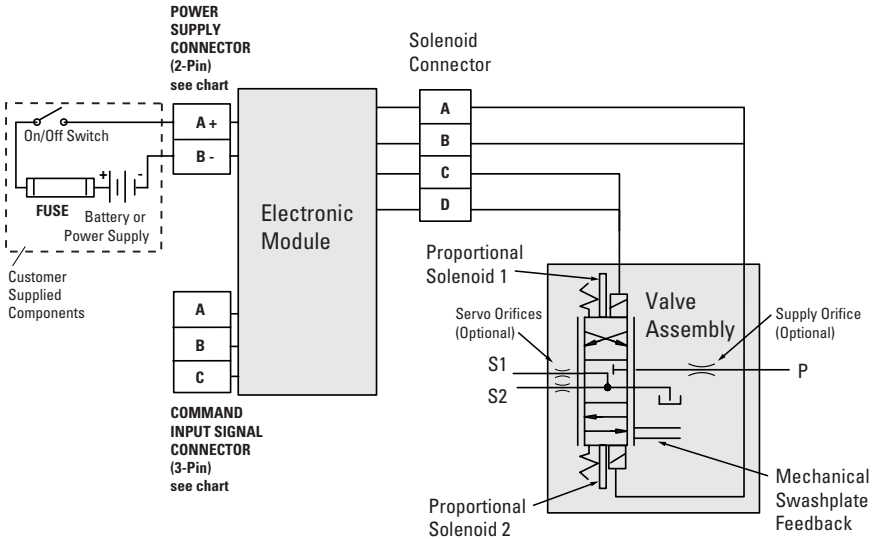 POWER
SUPPLY
CONNECTOR
(2-Pin)
see chart
Solenoid
Connector
On/Off Switch
A +
B -
+
-
FUSE
Battery or
Power Supply
Customer
Supplied
Components
Electronic
Module
A
B
C
D
A
B
C
COMMAND
INPUT SIGNAL
CONNECTOR
(3-Pin)
see chart
Proportional
Solenoid 1
Valve
Assembly
Servo Orifices
(Optional)
Supply Orifice
(Optional)
S1
S2
P
Mechanical
Swashplate
Feedback
Proportional
Solenoid 2